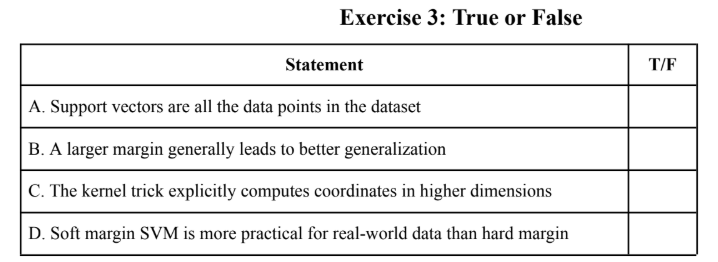 Exercise 3: True or False
Statement T/F
A. Support vectors are all the data points in the dataset
B. A larger margin generally leads to better generalization
C. The kernel trick explicitly computes coordinates in higher dimensions
D. Soft margin SVM is more practical for real-world data than hard margin